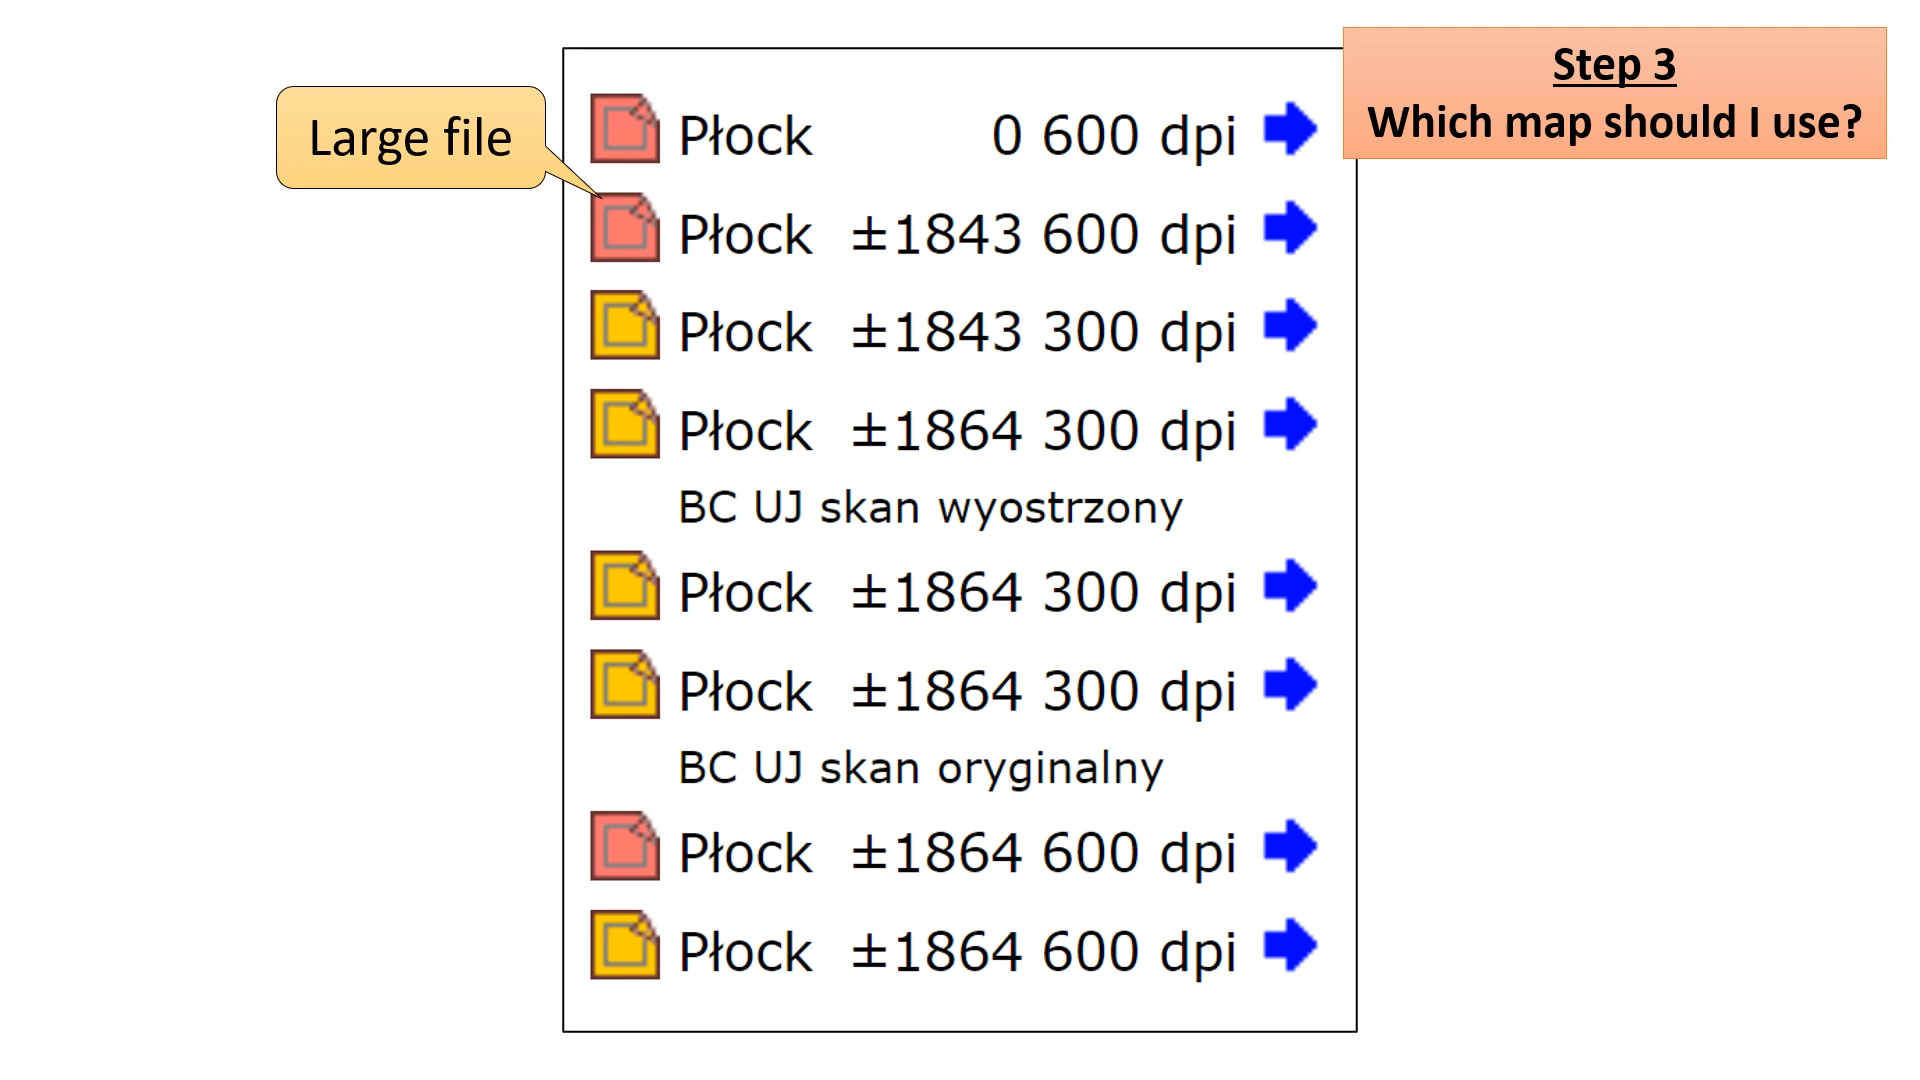 Step 3
Which map should I use?
Large file
Płock 0 600 dpi
Płock ±1843 600 dpi
Płock ±1843 300 dpi
Płock ±1864 300 dpi
BC UJ skan wyostrzony
Płock ±1864 300 dpi
Płock ±1864 300 dpi
BC UJ skan oryginalny
Płock ±1864 600 dpi
Płock ±1864 600 dpi